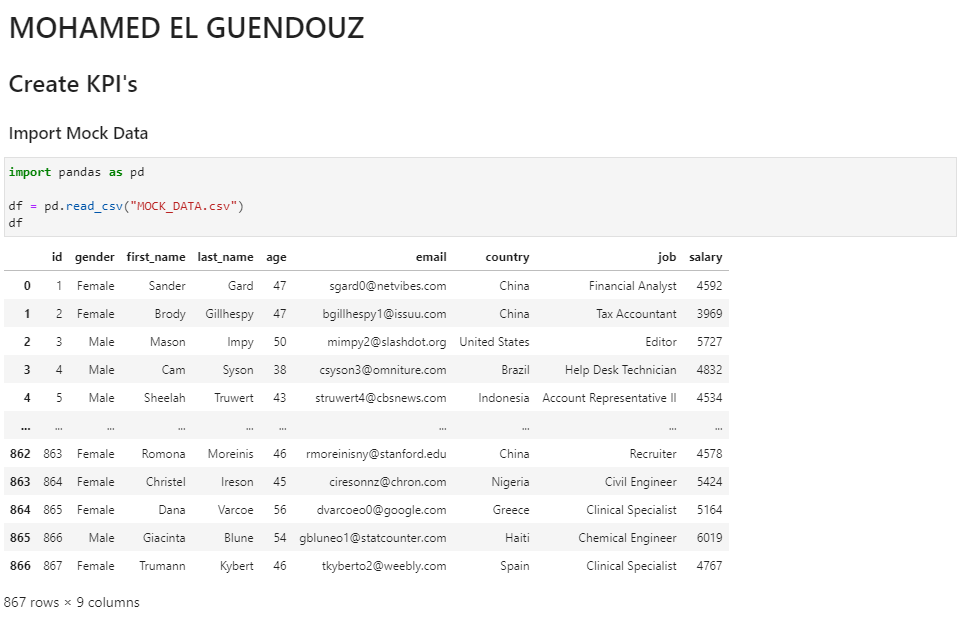 MOHAMED EL GUENDOUZ
Create KPI's
Import Mock Data
import pandas as pd
df = pd.read_csv("MOCK_DATA.csv")
df
id gender first_name last_name age email country job salary
0 1 Female Sander Gard 47 sgard0@netvibes.com China Financial Analyst 4592
1 2 Female Brody Gillhespy 47 bgillhespy1@issuu.com China Tax Accountant 3969
2 3 Male Mason Impy 50 mimpy2@slashdot.org United States Editor 5727
3 4 Male Cam Syson 38 csyson3@omniture.com Brazil Help Desk Technician 4832
4 5 Male Sheelah Truwert 43 struwert4@cbsnews.com Indonesia Account Representative II 4534
... ... ... ... ... ... ... ... ... ...
862 863 Female Romona Moreinis 46 rmoreinisny@stanford.edu China Recruiter 4578
863 864 Female Christel Ireson 45 ciresonnz@chron.com Nigeria Civil Engineer 5424
864 865 Female Dana Varcoe 56 dvarcoeo0@google.com Greece Clinical Specialist 5164
865 866 Male Giacinta Blune 54 gbluneo1@statcounter.com Haiti Chemical Engineer 6019
866 867 Female Trumann Kybert 46 tkyberto2@weebly.com Spain Clinical Specialist 4767
867 rows × 9 columns